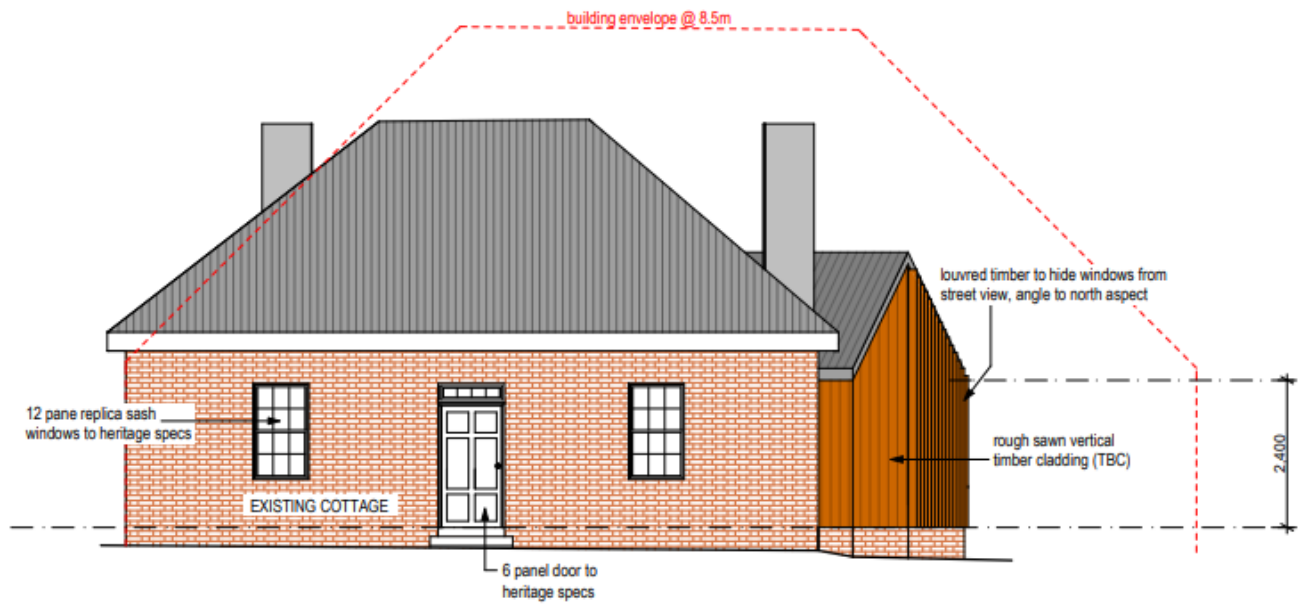 building envelope @ 8.5m
louvred timber to hide windows from
street view, angle to north aspect
12 pane replica sash
windows to heritage specs
rough sawn vertical
timber cladding (TBC)
2,400
EXISTING COTTAGE
6 panel door to
heritage specs